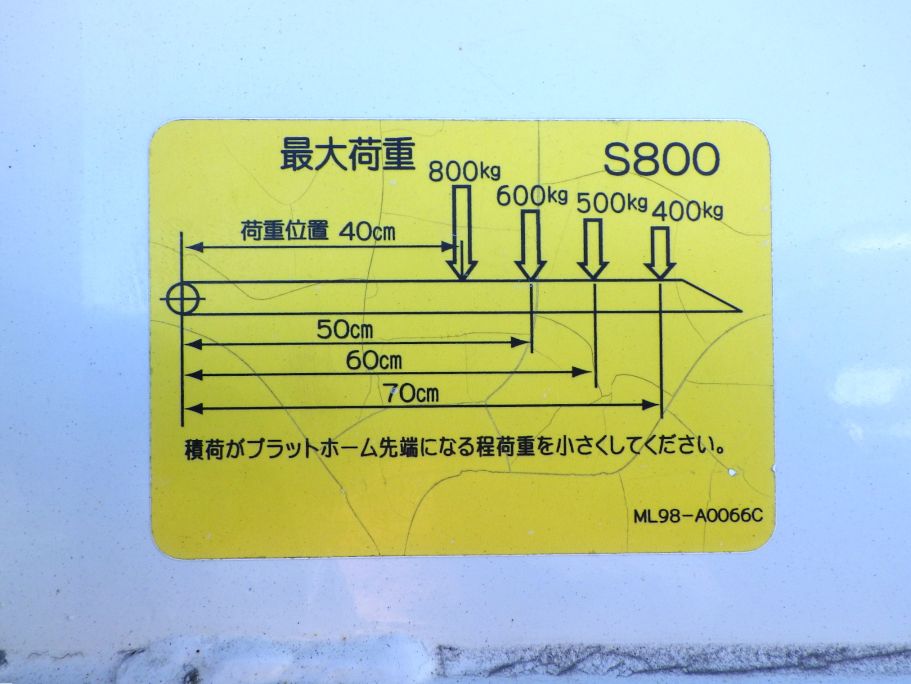 最大荷重
S800
800kg
600kg
500kg
400kg
荷重位置 40cm
50cm
60cm
70cm
積荷がプラットホーム先端になる程荷重を小さくしてください。
ML98-A0066C